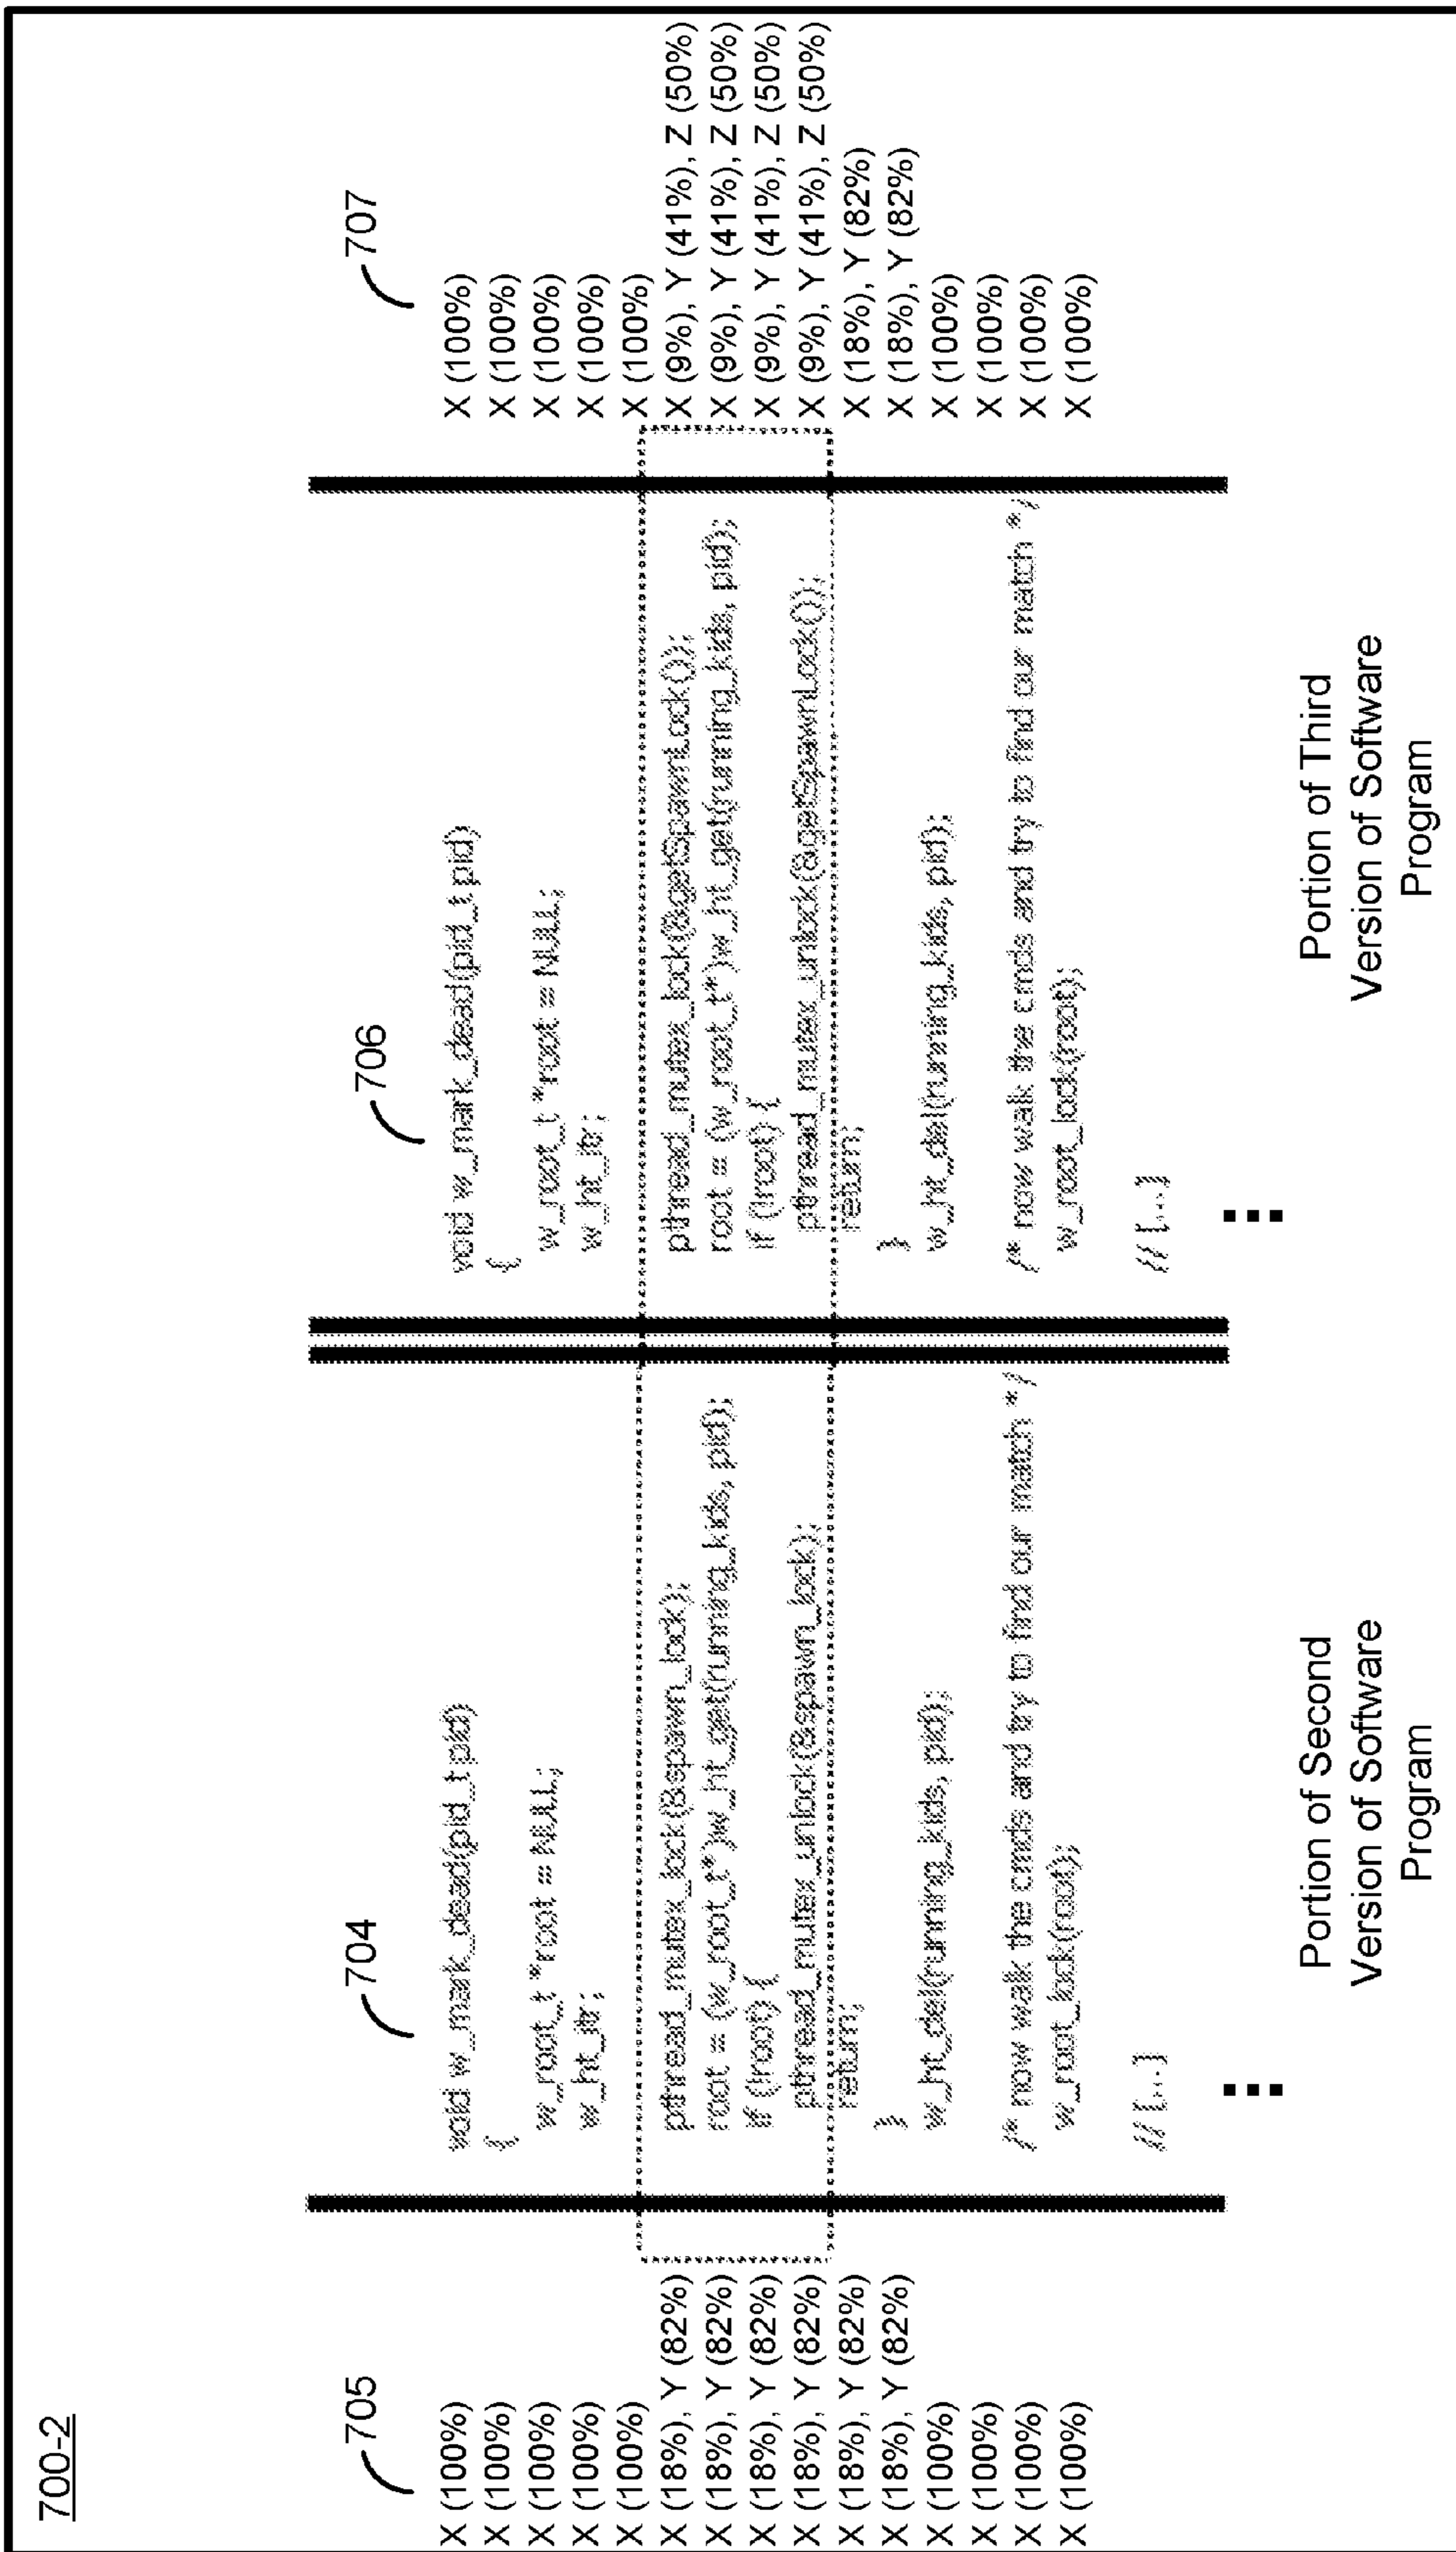 700-2
705
X (100%)
X (100%)
X (100%)
X (100%)
X (100%)
X (18%), Y (82%)
X (18%), Y (82%)
X (18%), Y (82%)
X (18%), Y (82%)
X (18%), Y (82%)
X (18%), Y (82%)
X (100%)
X (100%)
X (100%)
X (100%)
704
void w_mark_dead(pid_t pid)
{
w_root_t *root = NULL;
w_ht_itr;
pthread_mutex_lock(&spawn_lock);
root = (w_root_t*)w_ht_get(running_kids, pid);
if (!root) {
pthread_mutex_unlock(&spawn_lock);
return;
}
w_ht_del(running_kids, pid);
/* now walk the cmds and try to find our match */
w_root_lock(root);
// [...]
Portion of Second
Version of Software
Program
706
void w_mark_dead(pid_t pid)
{
w_root_t *root = NULL;
w_ht_itr;
pthread_mutex_lock(&getSpawnLock());
root = (w_root_t*)w_ht_get(running_kids, pid);
if (!root) {
pthread_mutex_unlock(&getSpawnLock());
return;
}
w_ht_del(running_kids, pid);
/* now walk the cmds and try to find our match */
w_root_lock(root);
// [...]
Portion of Third
Version of Software
Program
707
X (100%)
X (100%)
X (100%)
X (100%)
X (100%)
X (9%), Y (41%), Z (50%)
X (9%), Y (41%), Z (50%)
X (9%), Y (41%), Z (50%)
X (9%), Y (41%), Z (50%)
X (18%), Y (82%)
X (18%), Y (82%)
X (100%)
X (100%)
X (100%)
X (100%)